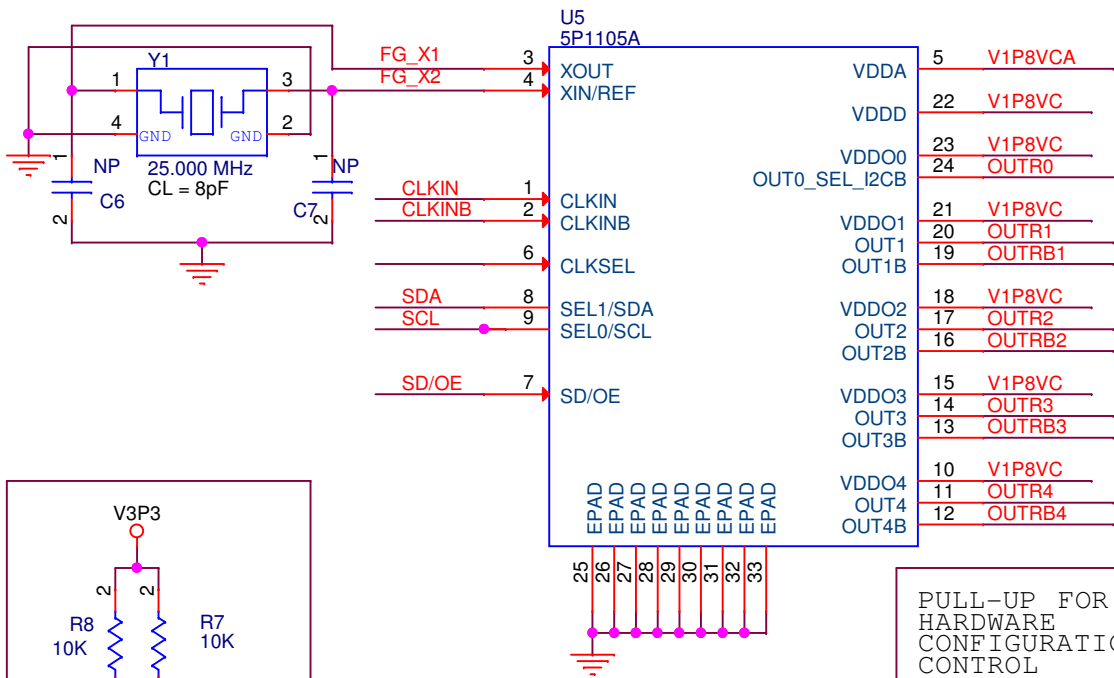 U5
5P1105A
Y1
FG_X1
FG_X2
1
3
4
2
GND
GND
25.000 MHz
CL = 8pF
1
NP
C6
2
1
NP
C7
2
3
XOUT
4
XIN/REF
CLKIN
1
CLKIN
CLKINB
2
CLKINB
6
CLKSEL
SDA
8
SEL1/SDA
SCL
9
SEL0/SCL
SD/OE
7
SD/OE
VDDA
5
V1P8VCA
VDDD
22
V1P8VC
VDDO0
23
V1P8VC
OUT0_SEL_I2CB
24
OUTR0
VDDO1
21
V1P8VC
OUT1
20
OUTR1
OUT1B
19
OUTRB1
VDDO2
18
V1P8VC
OUT2
17
OUTR2
OUT2B
16
OUTRB2
VDDO3
15
V1P8VC
OUT3
14
OUTR3
OUT3B
13
OUTRB3
VDDO4
10
V1P8VC
OUT4
11
OUTR4
OUT4B
12
OUTRB4
EPAD
EPAD
EPAD
EPAD
EPAD
EPAD
EPAD
EPAD
EPAD
25
26
27
28
29
30
31
32
33
V3P3
2
2
R8
10K
R7
10K
PULL-UP FOR
HARDWARE
CONFIGURATIO
CONTROL